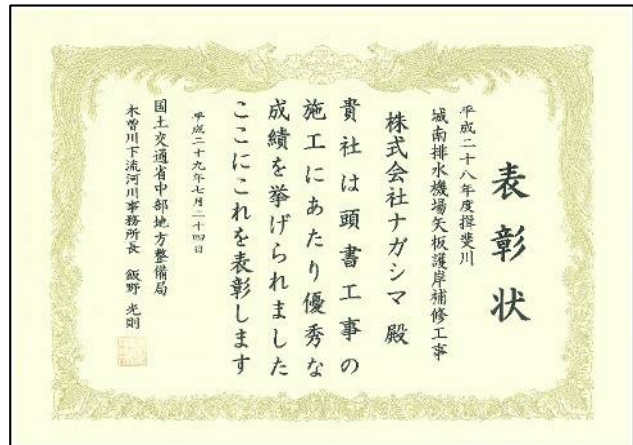 表彰状
平成二十八年度揖斐川
城南排水機場矢板護岸補修工事
株式会社ナガシマ 殿
貴社は頭書工事の
施工にあたり優秀な
成績を挙げられました
ここにこれを表彰します
平成二十九年七月二十四日
国土交通省中部地方整備局
木曽川下流河川事務所長 飯野 光則